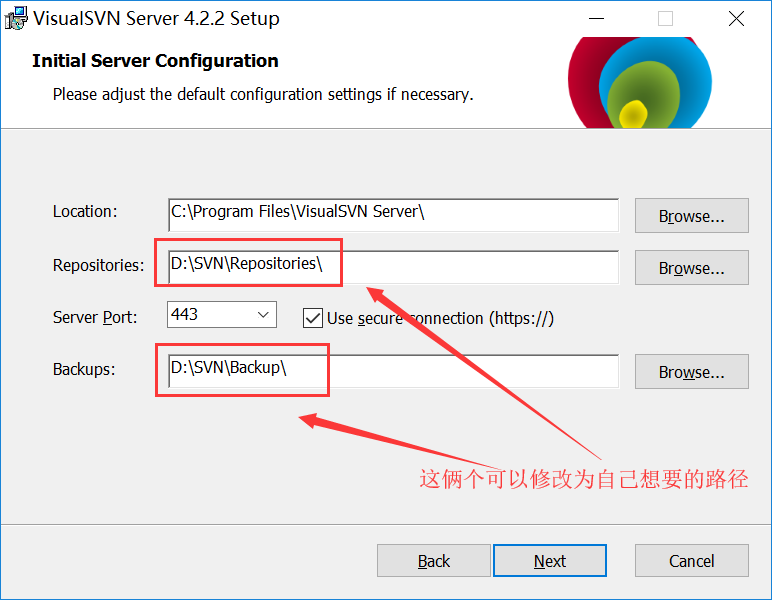 VisualSVN Server 4.2.2 Setup
Initial Server Configuration
Please adjust the default configuration settings if necessary.
Location: C:\Program Files\VisualSVN Server\ Browse...
Repositories: D:\SVN\Repositories\ Browse...
Server Port: 443 Use secure connection (https://)
Backups: D:\SVN\Backup\ Browse...
这俩个可以修改为自己想要的路径
Back Next Cancel